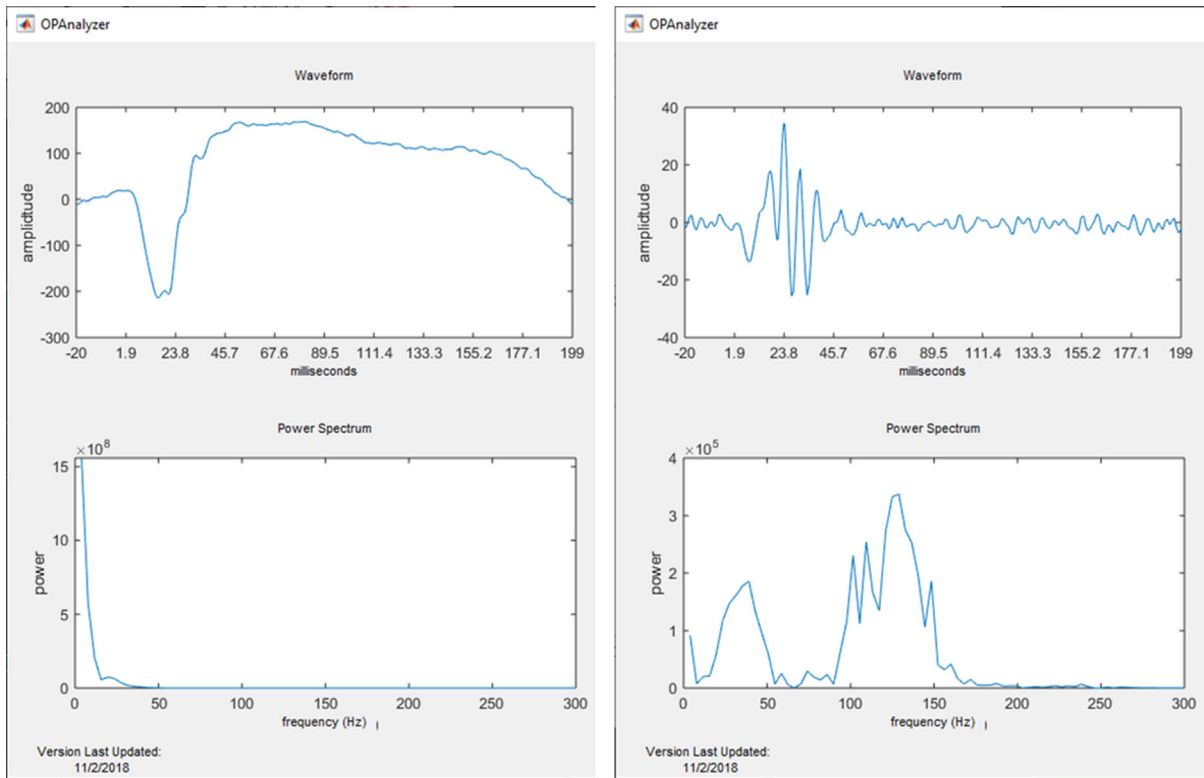 OPAnalyzer
Waveform
200
100
0
-100
-200
-300
amplidtude
-20 1.9 23.8 45.7 67.6 89.5 111.4 133.3 155.2 177.1 199
milliseconds
Power Spectrum
×10^8
15
10
5
0
power
0 50 100 150 200 250 300
frequency (Hz)
Version Last Updated:
11/2/2018
OPAnalyzer
Waveform
40
20
0
-20
-40
amplidtude
-20 1.9 23.8 45.7 67.6 89.5 111.4 133.3 155.2 177.1 199
milliseconds
Power Spectrum
×10^5
4
3
2
1
0
power
0 50 100 150 200 250 300
frequency (Hz)
Version Last Updated:
11/2/2018